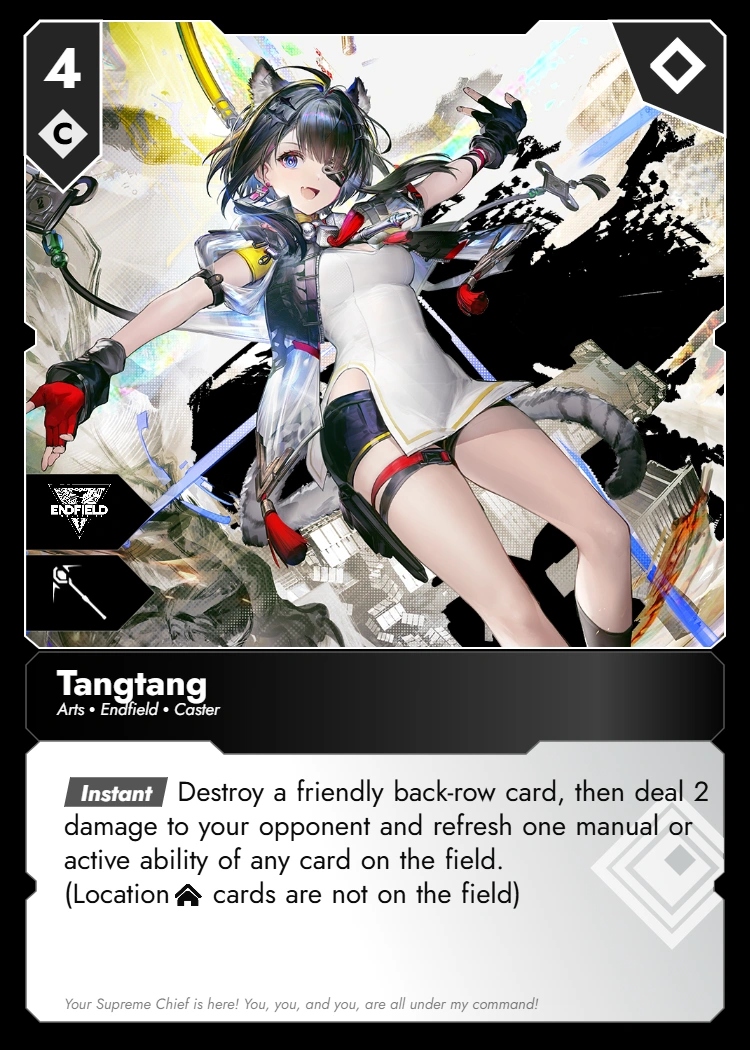 4
C
ENDFIELD
Tangtang
Arts • Endfield • Caster
Instant Destroy a friendly back-row card, then deal 2
damage to your opponent and refresh one manual or
active ability of any card on the field.
(Location cards are not on the field)
Your Supreme Chief is here! You, you, and you, are all under my command!